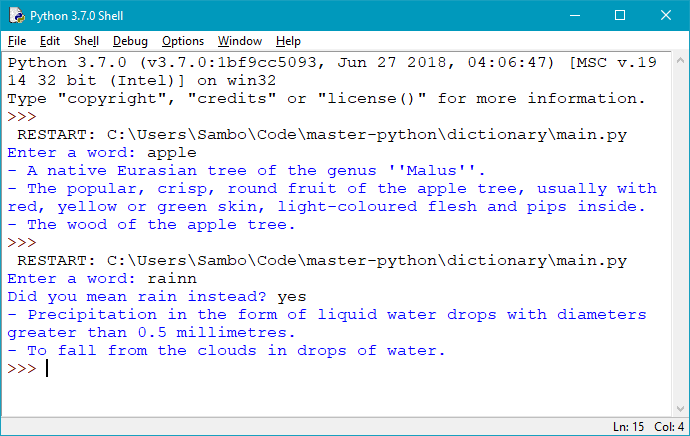 Python 3.7.0 Shell
File Edit Shell Debug Options Window Help
Python 3.7.0 (v3.7.0:1bf9cc5093, Jun 27 2018, 04:06:47) [MSC v.19
14 32 bit (Intel)] on win32
Type "copyright", "credits" or "license()" for more information.
>>>
 RESTART: C:\Users\Sambo\Code\master-python\dictionary\main.py
Enter a word: apple
- A native Eurasian tree of the genus ''Malus''.
- The popular, crisp, round fruit of the apple tree, usually with
red, yellow or green skin, light-coloured flesh and pips inside.
- The wood of the apple tree.
>>>
 RESTART: C:\Users\Sambo\Code\master-python\dictionary\main.py
Enter a word: rainn
Did you mean rain instead? yes
- Precipitation in the form of liquid water drops with diameters
greater than 0.5 millimetres.
- To fall from the clouds in drops of water.
>>>
Ln: 15 Col: 4